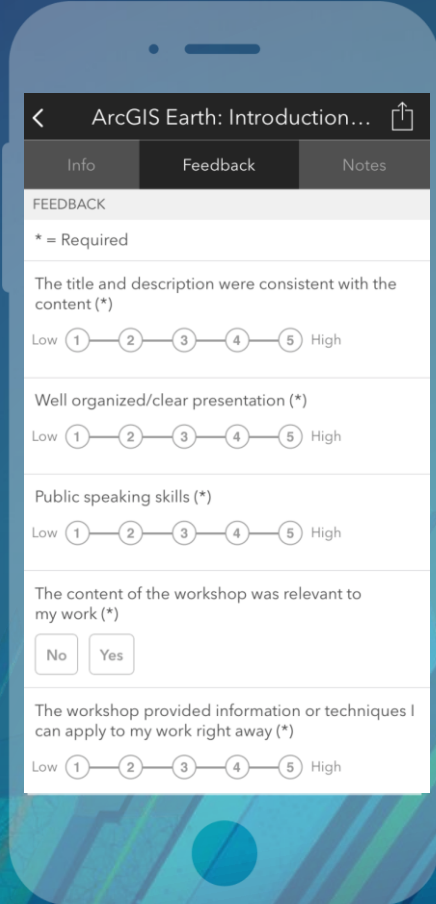 ArcGIS Earth: Introduction...
Info Feedback Notes
FEEDBACK
* = Required
The title and description were consistent with the
content (*)
Low 1 2 3 4 5 High
Well organized/clear presentation (*)
Low 1 2 3 4 5 High
Public speaking skills (*)
Low 1 2 3 4 5 High
The content of the workshop was relevant to
my work (*)
No Yes
The workshop provided information or techniques I
can apply to my work right away (*)
Low 1 2 3 4 5 High